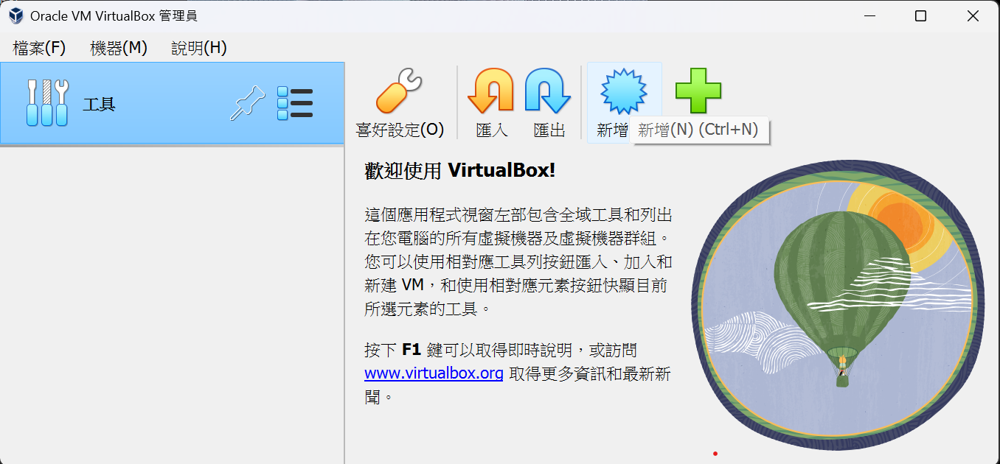 Oracle VM VirtualBox 管理員
檔案(F) 機器(M) 說明(H)
工具
喜好設定(O) 匯入 匯出 新增
新增(N) (Ctrl+N)
歡迎使用 VirtualBox!
這個應用程式視窗左部包含全域工具和列出
在您電腦的所有虛擬機器及虛擬機器群組。
您可以使用相對應工具列按鈕匯入、加入和
新建 VM，和使用相對應元素按鈕快顯目前
所選元素的工具。
按下 F1 鍵可以取得即時說明，或訪問
www.virtualbox.org 取得更多資訊和最新新
聞。